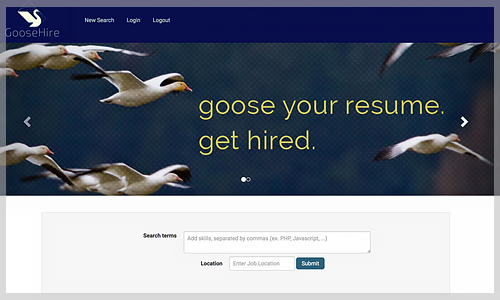 GooseHire
New Search Login Logout
goose your resume.
get hired.
Search terms Add skills, separated by commas (ex. PHP, Javascript, ...)
Location Enter Job Location Submit